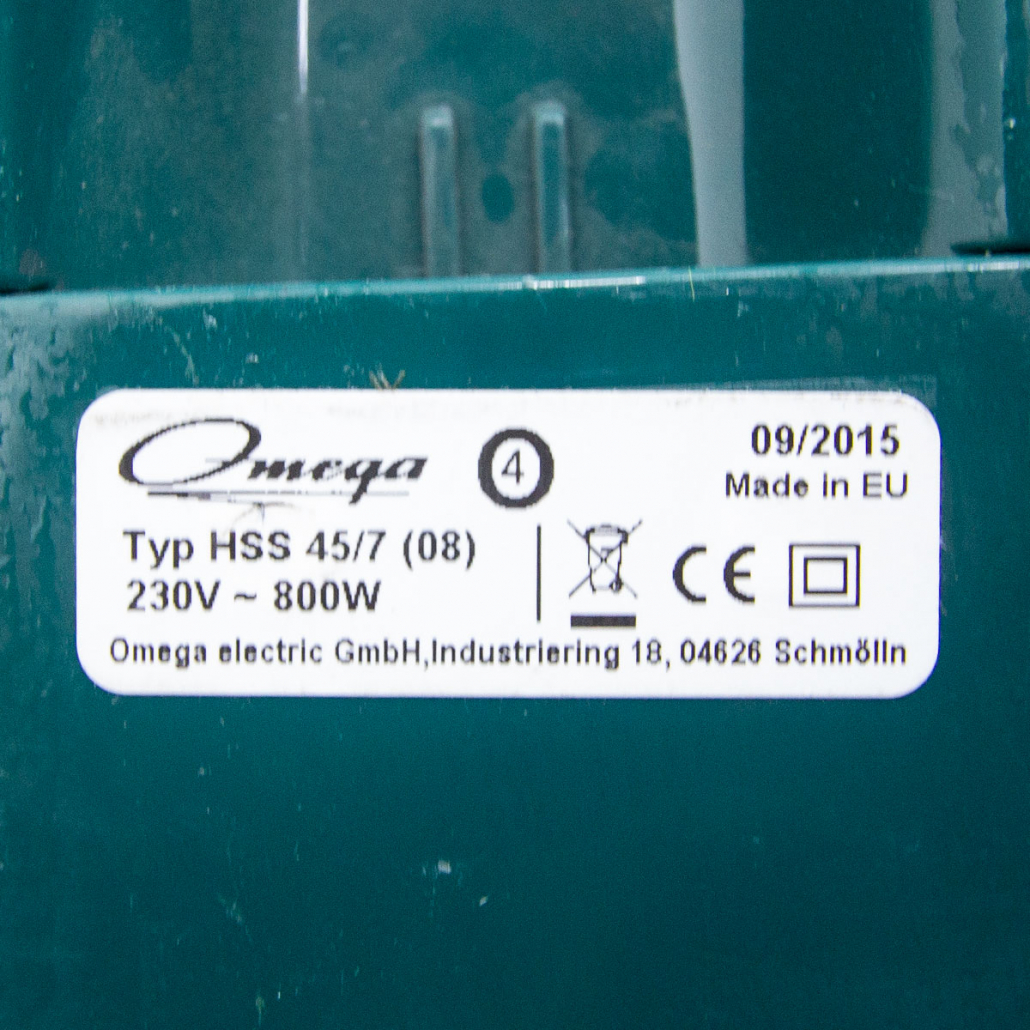 Omega
4
09/2015
Made in EU
Typ HSS 45/7 (08)
230V ~ 800W
CE
Omega electric GmbH,Industriering 18, 04626 Schmölln